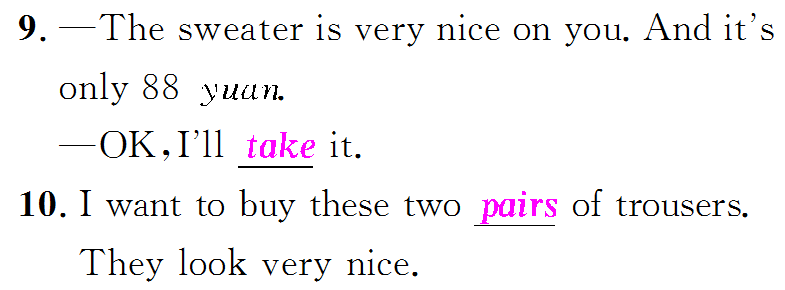 9. —The sweater is very nice on you. And it's
only 88 yuan.
—OK, I'll take it.
10. I want to buy these two pairs of trousers.
They look very nice.